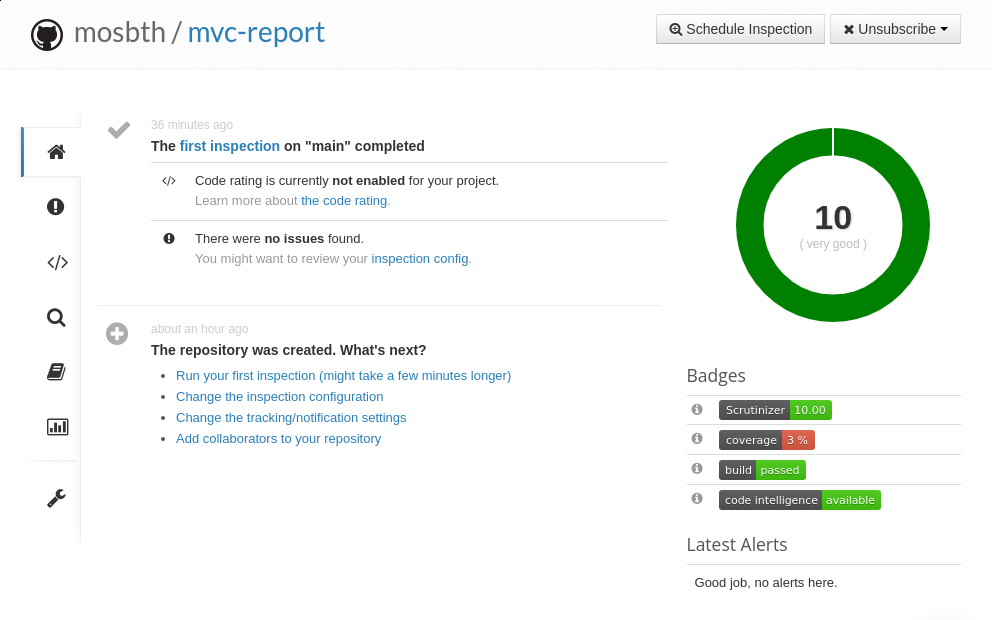 mosbth / mvc-report
Schedule Inspection
Unsubscribe
36 minutes ago
The first inspection on "main" completed
Code rating is currently not enabled for your project.
Learn more about the code rating.
There were no issues found.
You might want to review your inspection config.
about an hour ago
The repository was created. What's next?
Run your first inspection (might take a few minutes longer)
Change the inspection configuration
Change the tracking/notification settings
Add collaborators to your repository
10
( very good )
Badges
Scrutinizer 10.00
coverage 3 %
build passed
code intelligence available
Latest Alerts
Good job, no alerts here.